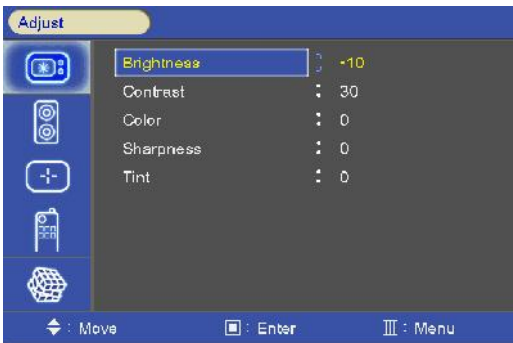 Adjust
Brightness : -10
Contrast : 30
Color : 0
Sharpness : 0
Tint : 0
: Move : Enter : Menu